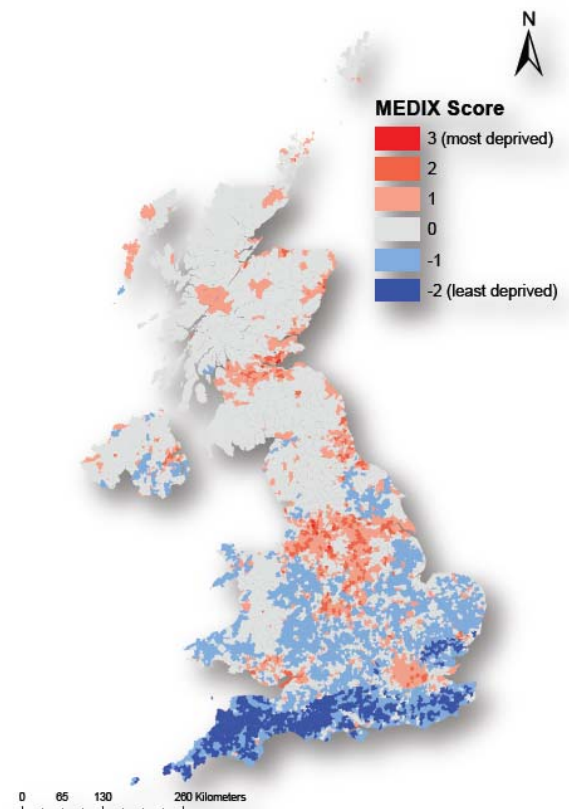 N
MEDIX Score
3 (most deprived)
2
1
0
-1
-2 (least deprived)
0 65 130 260 Kilometers